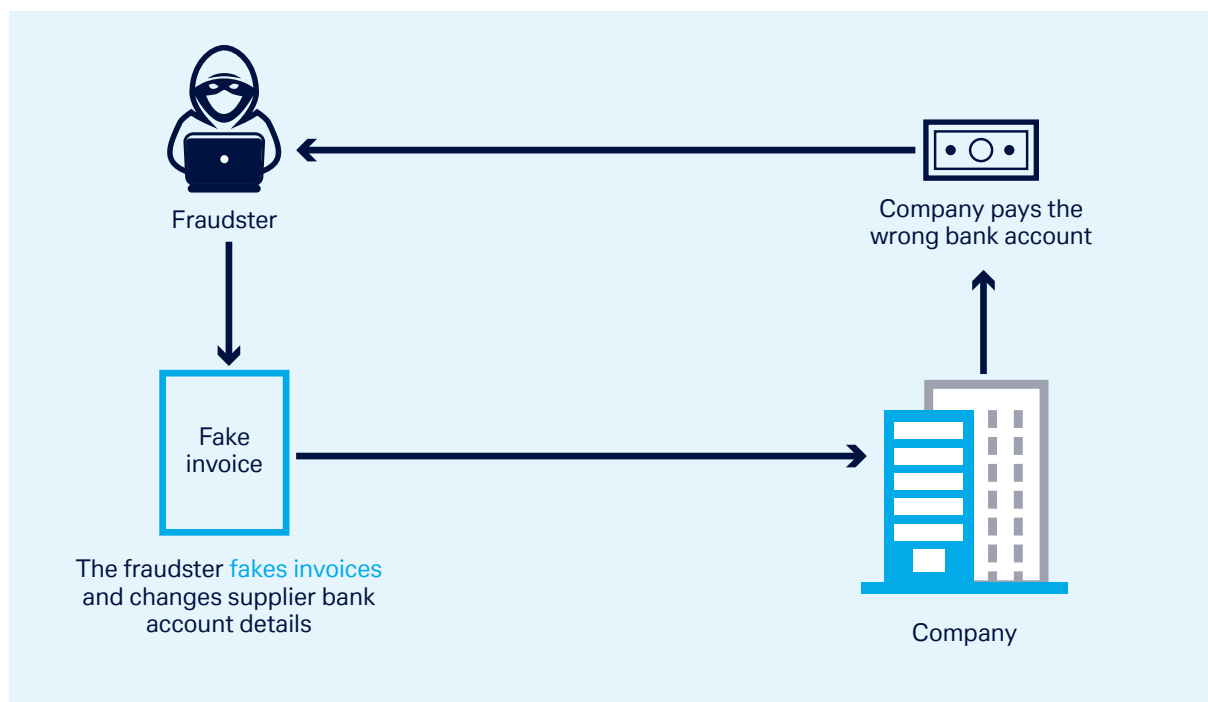 Fraudster
Company pays the
wrong bank account
Fake
invoice
The fraudster fakes invoices
and changes supplier bank
account details
Company